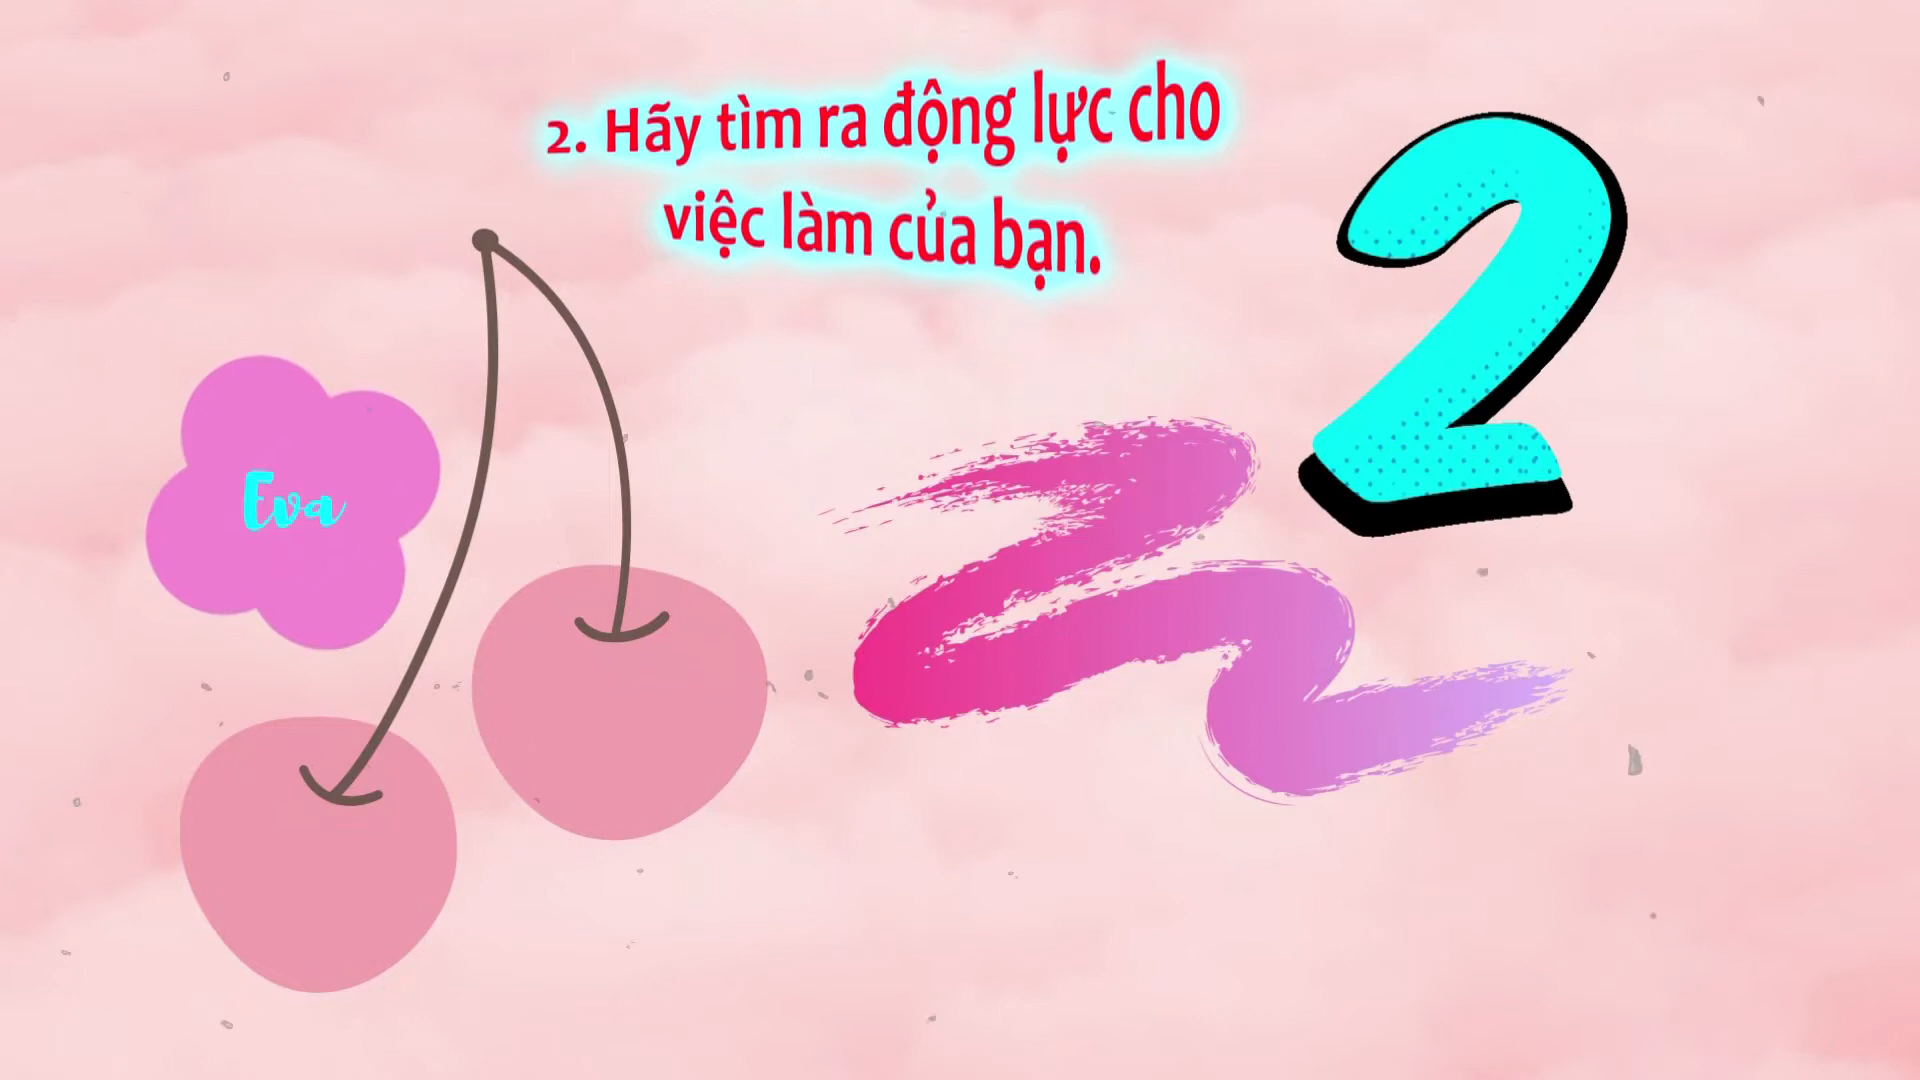 2. Hãy tìm ra động lực cho
việc làm của bạn.
2
Eva